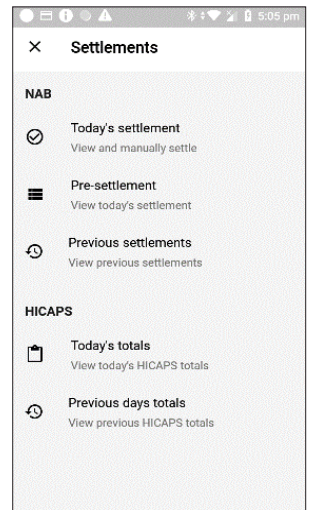 5:05 pm
Settlements
NAB
Today's settlement
View and manually settle
Pre-settlement
View today's settlement
Previous settlements
View previous settlements
HICAPS
Today's totals
View today's HICAPS totals
Previous days totals
View previous HICAPS totals